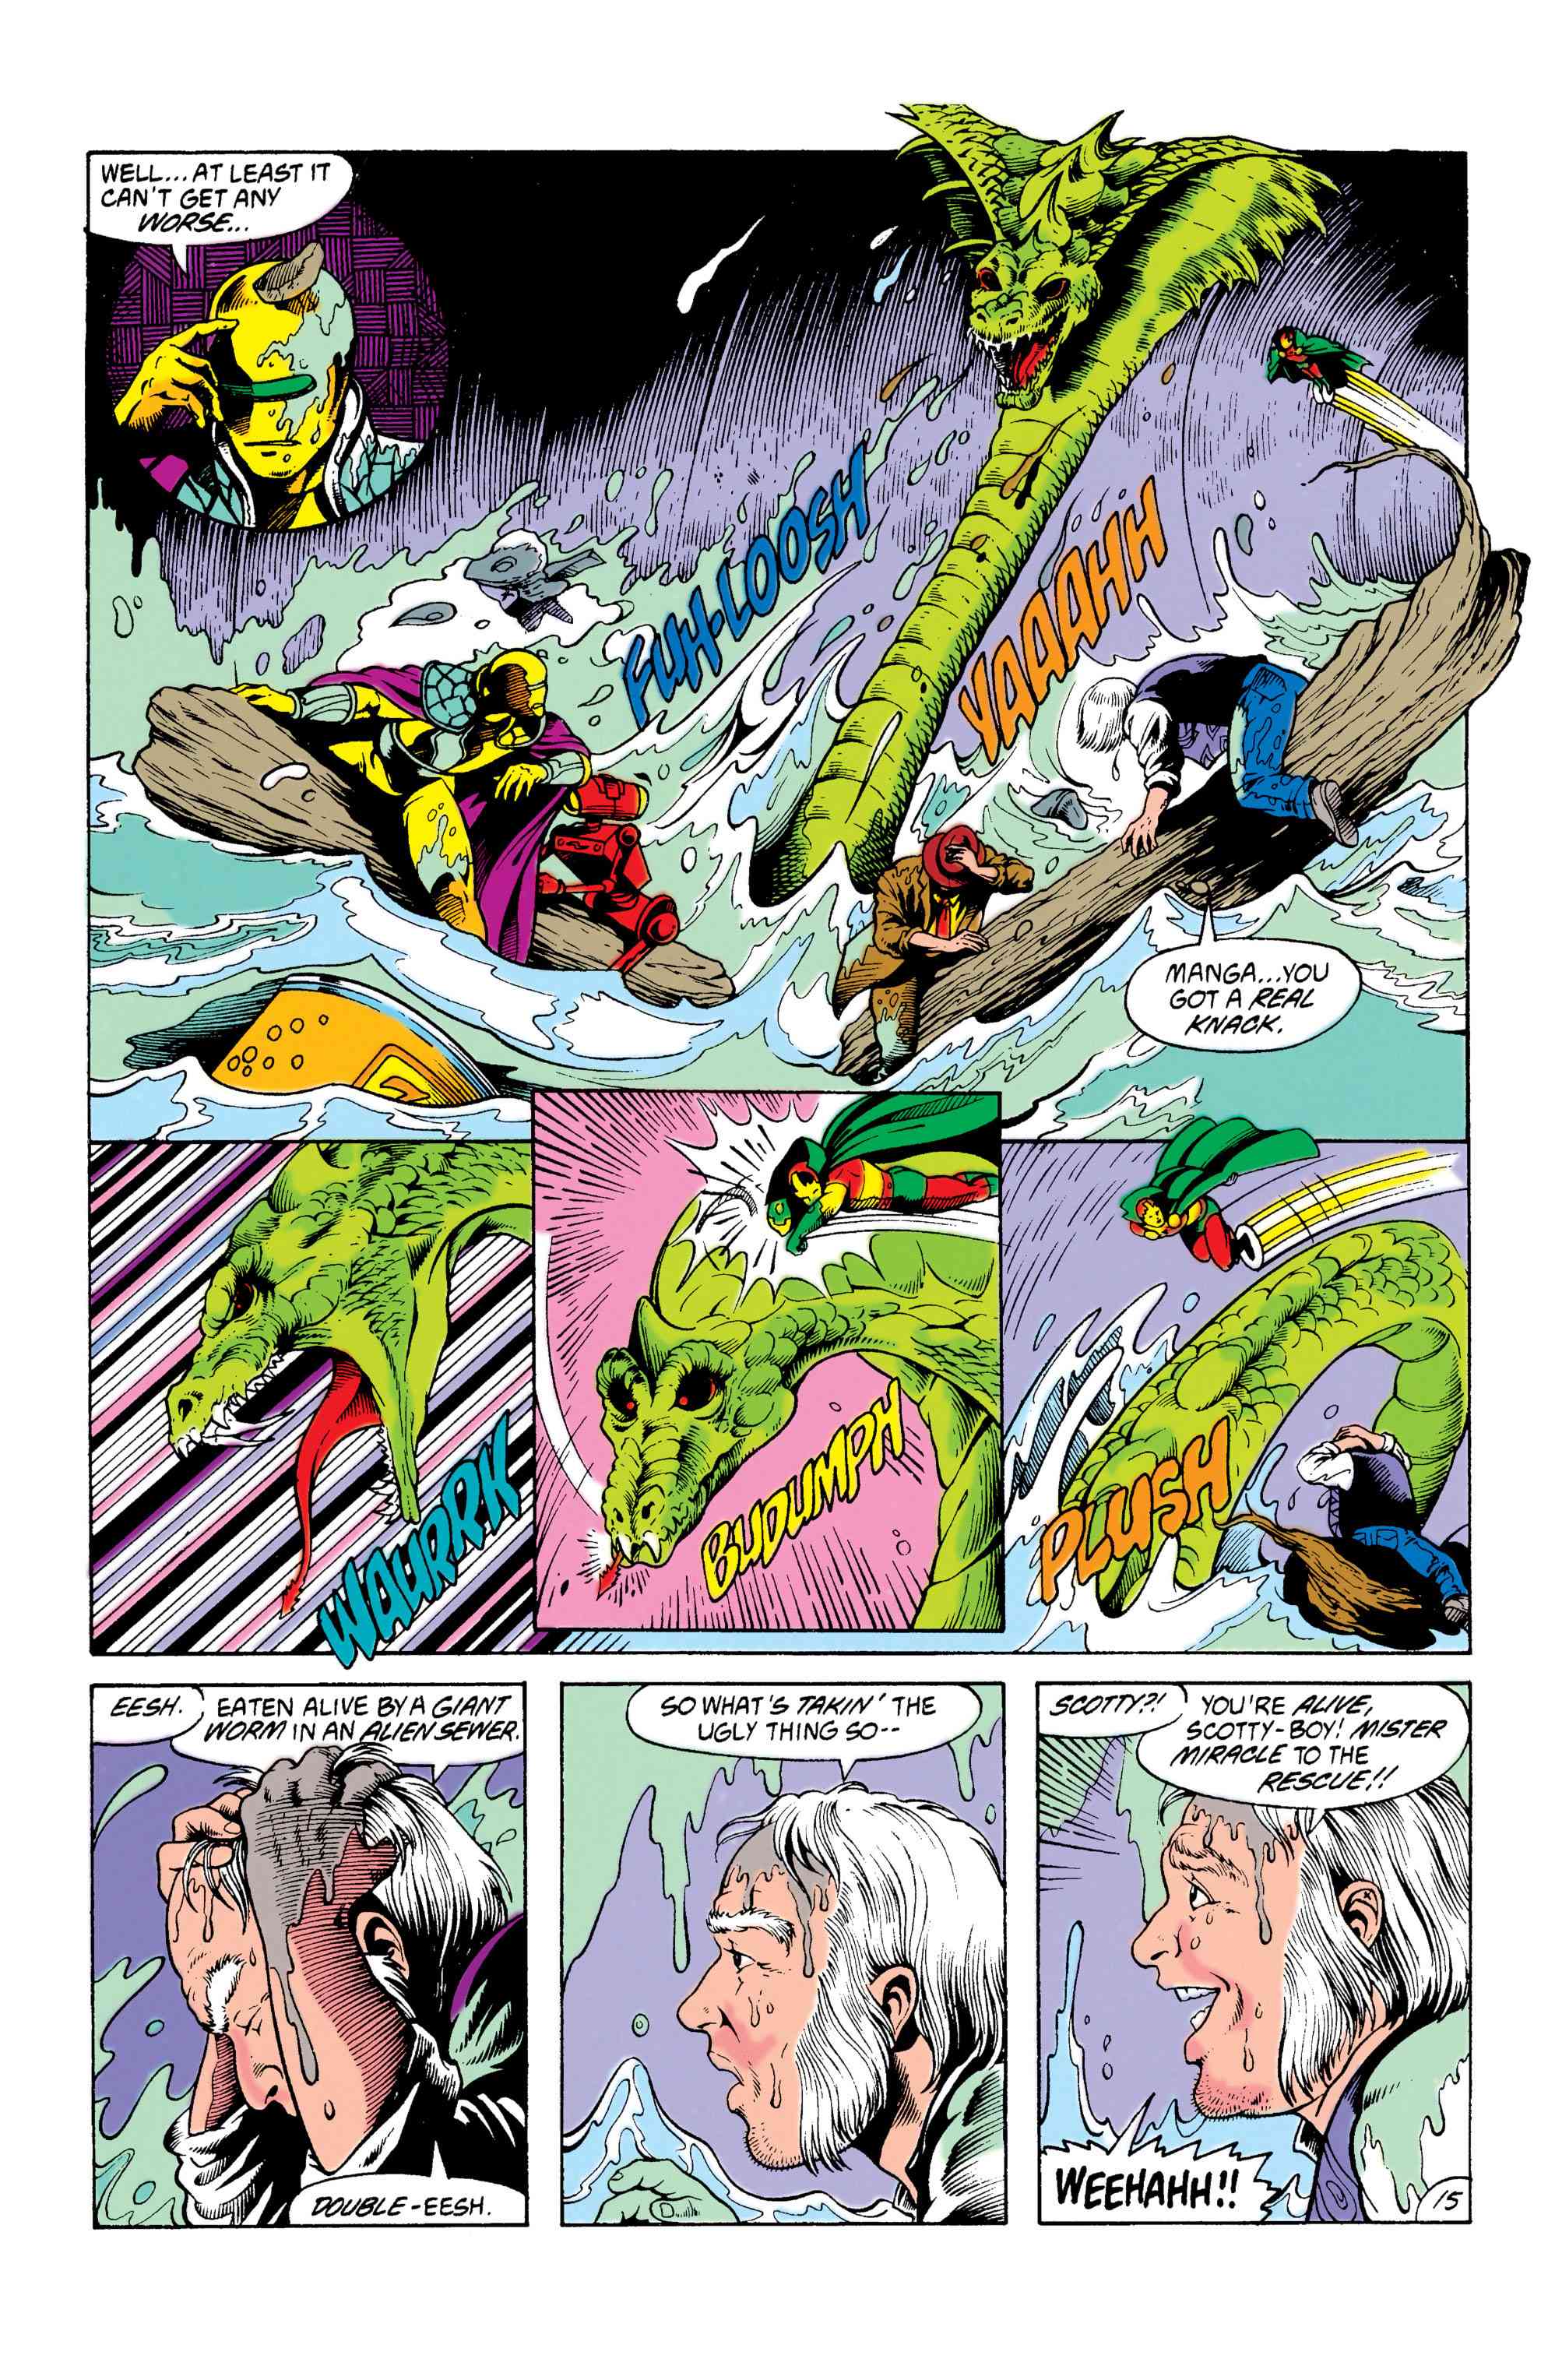 WELL...AT LEAST IT
CAN'T GET ANY
WORSE...
FUH-LOOSH
YAAAHH
MANGA...YOU
GOT A REAL
KNACK.
WAURRK
BUDUMPH
PLUSH
EESH.
EATEN ALIVE BY A GIANT
WORM IN AN ALIEN SEWER.
DOUBLE-EESH.
SO WHAT'S TAKIN' THE
UGLY THING SO--
SCOTTY?!
YOU'RE ALIVE,
SCOTTY-BOY! MISTER
MIRACLE TO THE
RESCUE!!
WEEHAHH!!
15